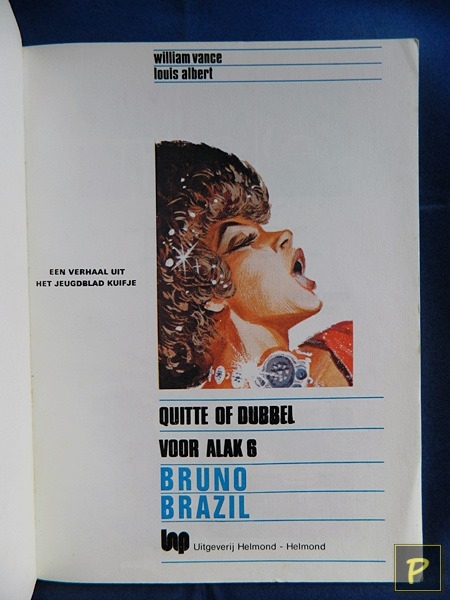 william vance
louis albert
EEN VERHAAL UIT
HET JEUGDBLAD KUIFJE
QUITTE OF DUBBEL
VOOR ALAK 6
BRUNO
BRAZIL
Uitgeverij Helmond - Helmond
P